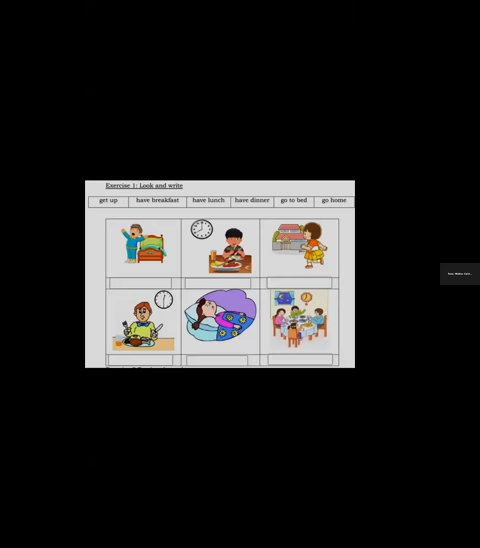 Exercise 1: Look and write
get up have breakfast have lunch have dinner go to bed go home